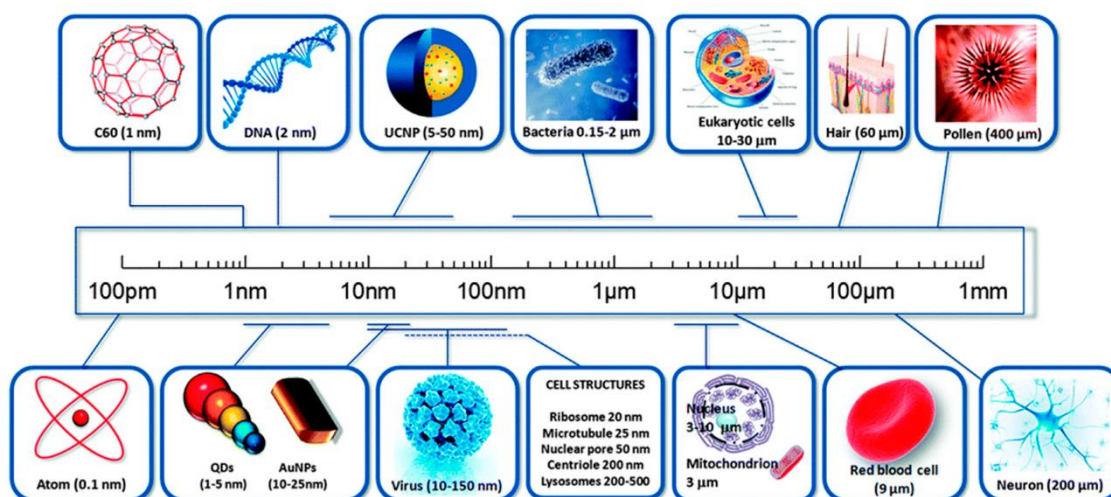 C60 (1 nm)
DNA (2 nm)
UCNP (5-50 nm)
Bacteria 0.15-2 µm
Eukaryotic cells
10-30 µm
Hair (60 µm)
Pollen (400 µm)
100pm 1nm 10nm 100nm 1µm 10µm 100µm 1mm
Atom (0.1 nm)
QDs
(1-5 nm)
AuNPs
(10-25nm)
Virus (10-150 nm)
CELL STRUCTURES
Ribosome 20 nm
Microtubule 25 nm
Nuclear pore 50 nm
Centriole 200 nm
Lysosomes 200-500
Nucleus
3-10 µm
Mitochondrion
3 µm
Red blood cell
(9 µm)
Neuron (200 µm)